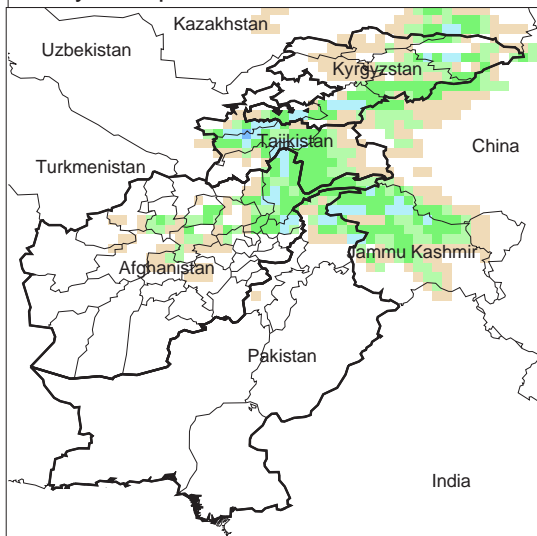 Kazakhstan
Uzbekistan
Kyrgyzstan
Tajikistan
China
Turkmenistan
Jammu Kashmir
Afghanistan
Pakistan
India